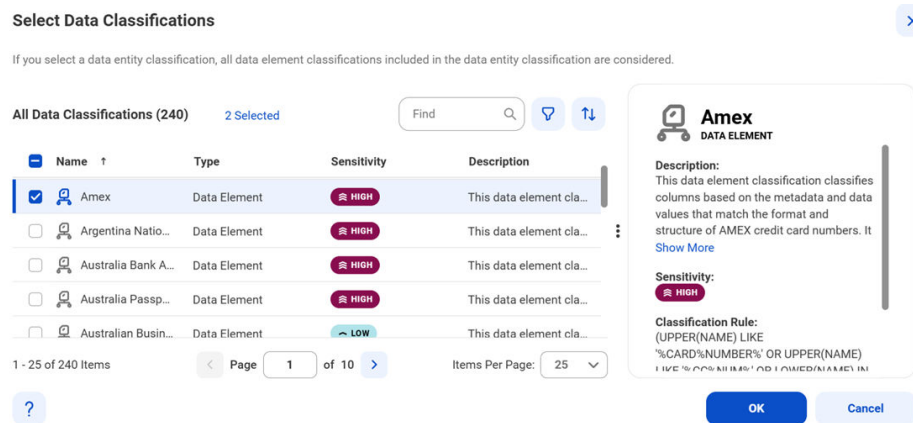 Select Data Classifications
If you select a data entity classification, all data element classifications included in the data entity classification are considered.
All Data Classifications (240)
2 Selected
Find
Name ↑ Type Sensitivity Description
Amex Data Element HIGH This data element cla...
Argentina Natio... Data Element HIGH This data element cla...
Australia Bank A... Data Element HIGH This data element cla...
Australia Passp... Data Element HIGH This data element cla...
Australian Busin... Data Element LOW This data element cla...
1 - 25 of 240 Items
Page 1 of 10
Items Per Page: 25
Amex
DATA ELEMENT
Description:
This data element classification classifies
columns based on the metadata and data
values that match the format and
structure of AMEX credit card numbers. It
Show More
Sensitivity:
HIGH
Classification Rule:
(UPPER(NAME) LIKE
'%CARD%NUMBER%' OR UPPER(NAME)
LIKE '%CC%NUM%' OR LOWER(NAME) IN
?
OK
Cancel